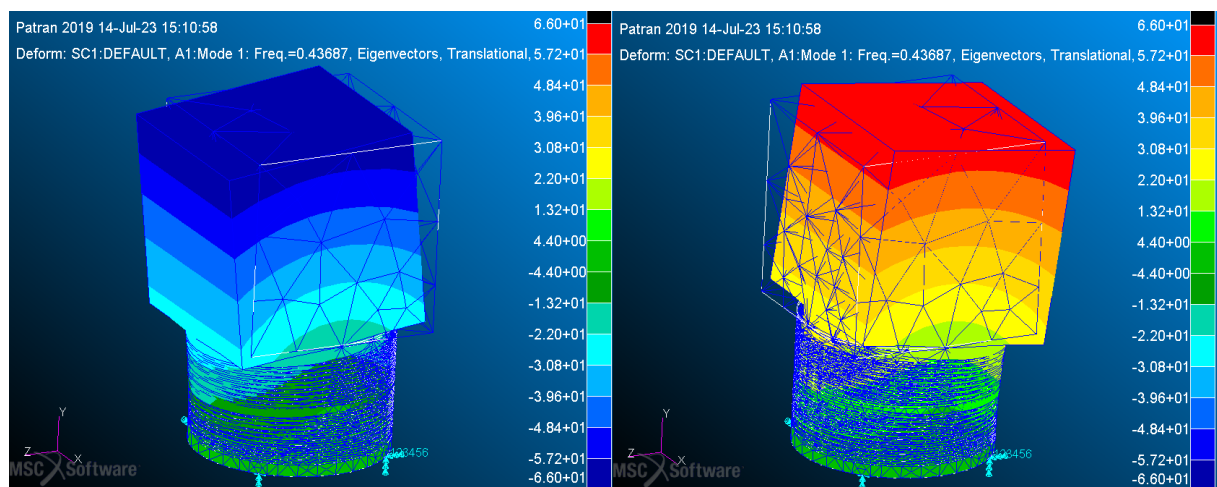 Patran 2019 14-Jul-23 15:10:58
Deform: SC1:DEFAULT, A1:Mode 1: Freq.=0.43687, Eigenvectors, Translational,
6.60+01
5.72+01
4.84+01
3.96+01
3.08+01
2.20+01
1.32+01
4.40+00
-4.40+00
-1.32+01
-2.20+01
-3.08+01
-3.96+01
-4.84+01
-5.72+01
-6.60+01
Y
Z
X
MSC Software
Patran 2019 14-Jul-23 15:10:58
Deform: SC1:DEFAULT, A1:Mode 1: Freq.=0.43687, Eigenvectors, Translational,
6.60+01
5.72+01
4.84+01
3.96+01
3.08+01
2.20+01
1.32+01
4.40+00
-4.40+00
-1.32+01
-2.20+01
-3.08+01
-3.96+01
-4.84+01
-5.72+01
-6.60+01
Y
Z
X
MSC Software